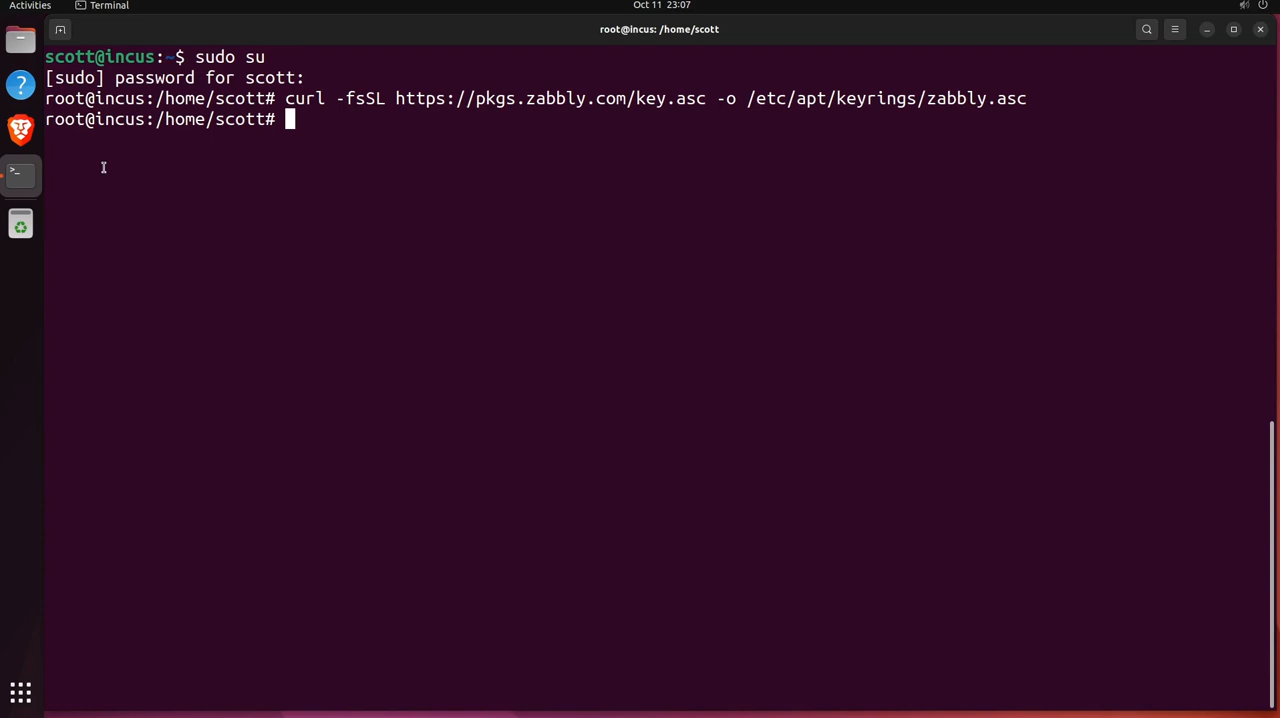 Activities
Terminal
Oct 11 23:07
root@incus: /home/scott
scott@incus:~$ sudo su
[sudo] password for scott:
root@incus:/home/scott# curl -fsSL https://pkgs.zabbly.com/key.asc -o /etc/apt/keyrings/zabbly.asc
root@incus:/home/scott#